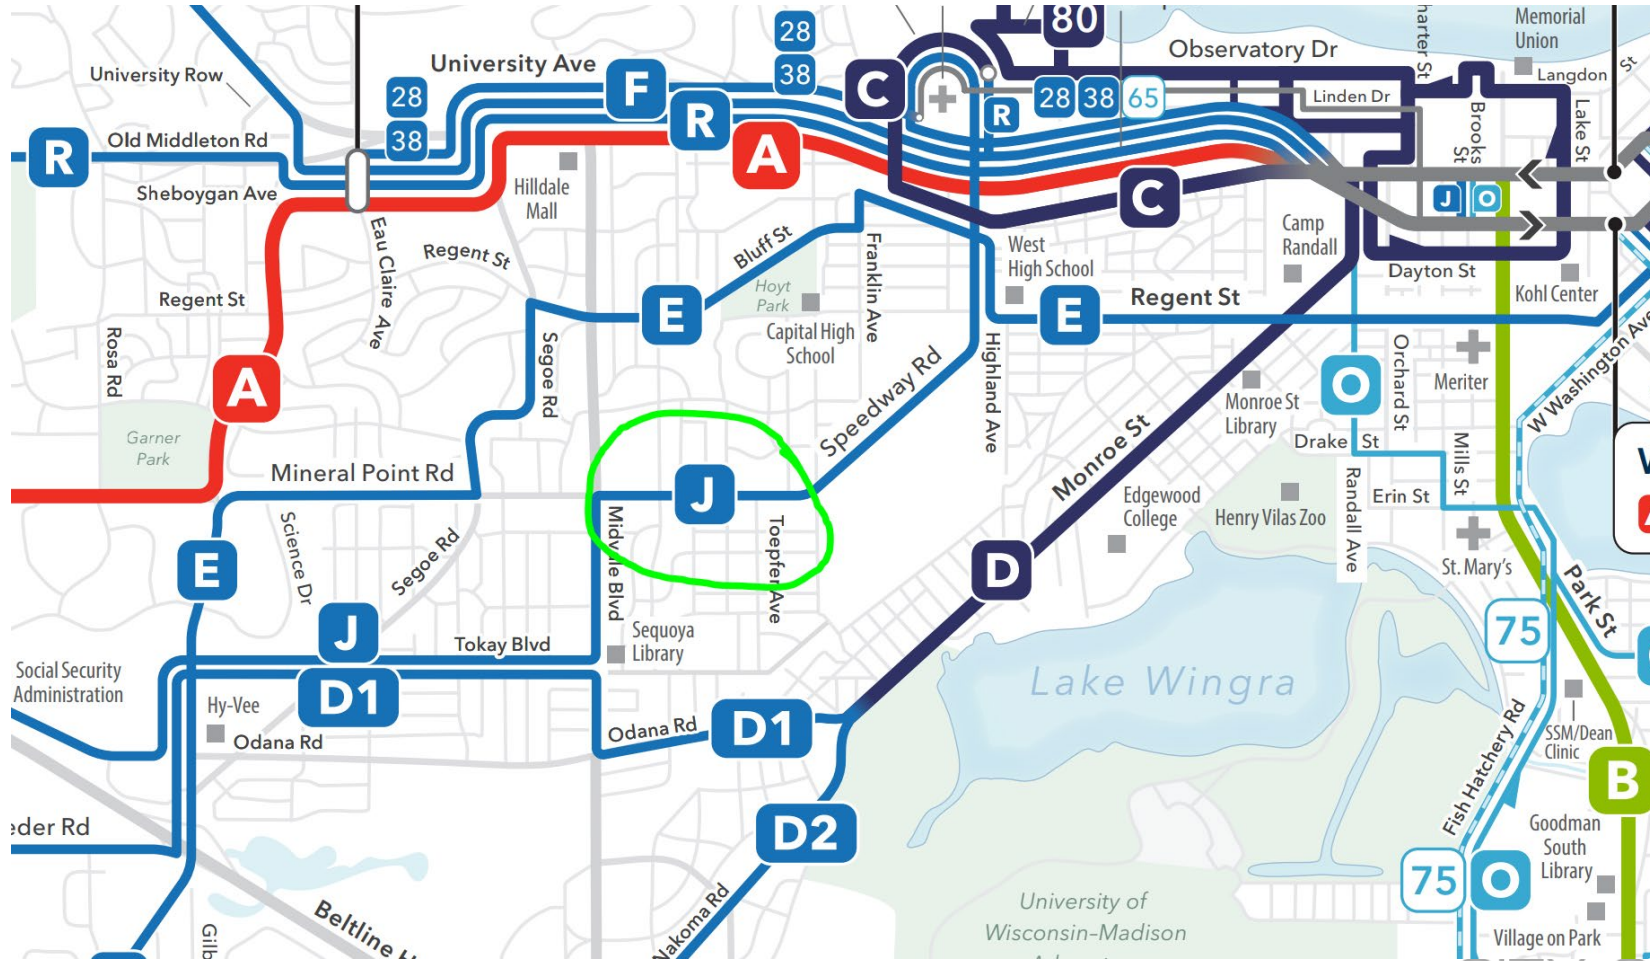 28
38
80
Memorial
Union
Observatory Dr
Langdon
St
University Ave
University Row
F
28
38
C
R
28
38
65
Linden Dr
Brooks
St
Lake St
28
38
R
A
R
Old Middleton Rd
Sheboygan Ave
Hilldale
Mall
C
J
O
Eau Claire Ave
Regent St
Bluff St
Franklin Ave
West
High School
Camp
Randall
Dayton St
Kohl Center
Regent St
Hoyt
Park
Capital High
School
E
E
Regent St
Rosa Rd
A
Segoe Rd
Highland Ave
Speedway Rd
O
Orchard St
Meriter
W Washington Ave
Monroe St
Library
Drake St
Garner
Park
Mineral Point Rd
J
Monroe St
Edgewood
College
Henry Vilas Zoo
Randall Ave
Erin St
Mills St
St. Mary's
Park St
E
Science Dr
Segoe Rd
Midvale Blvd
Toepfer Ave
D
J
Tokay Blvd
Sequoya
Library
75
Social Security
Administration
D1
Hy-Vee
Odana Rd
Odana Rd
D1
Lake Wingra
SSM/Dean
Clinic
Fish Hatchery Rd
B
eder Rd
D2
Goodman
South
Library
75
O
Beltline H
Nakoma Rd
Gilb
University of
Wisconsin-Madison
Village on Park